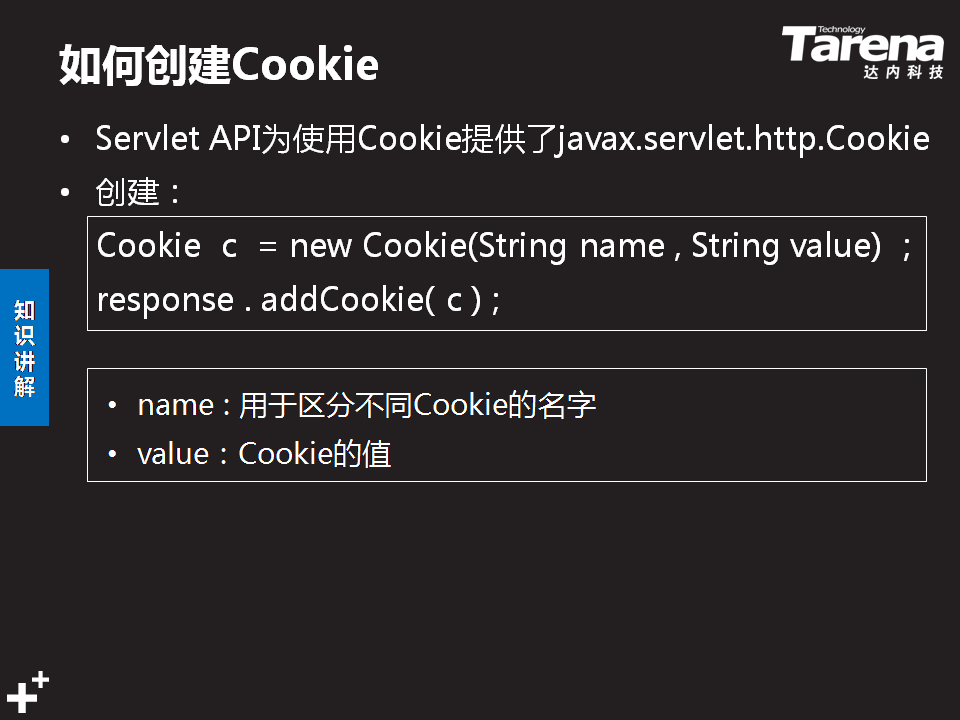 如何创建Cookie
Technology
Tarena
达内科技
• Servlet API为使用Cookie提供了javax.servlet.http.Cookie
• 创建：
Cookie c = new Cookie(String name , String value) ;
response . addCookie( c ) ;
知识讲解
• name : 用于区分不同Cookie的名字
• value : Cookie的值